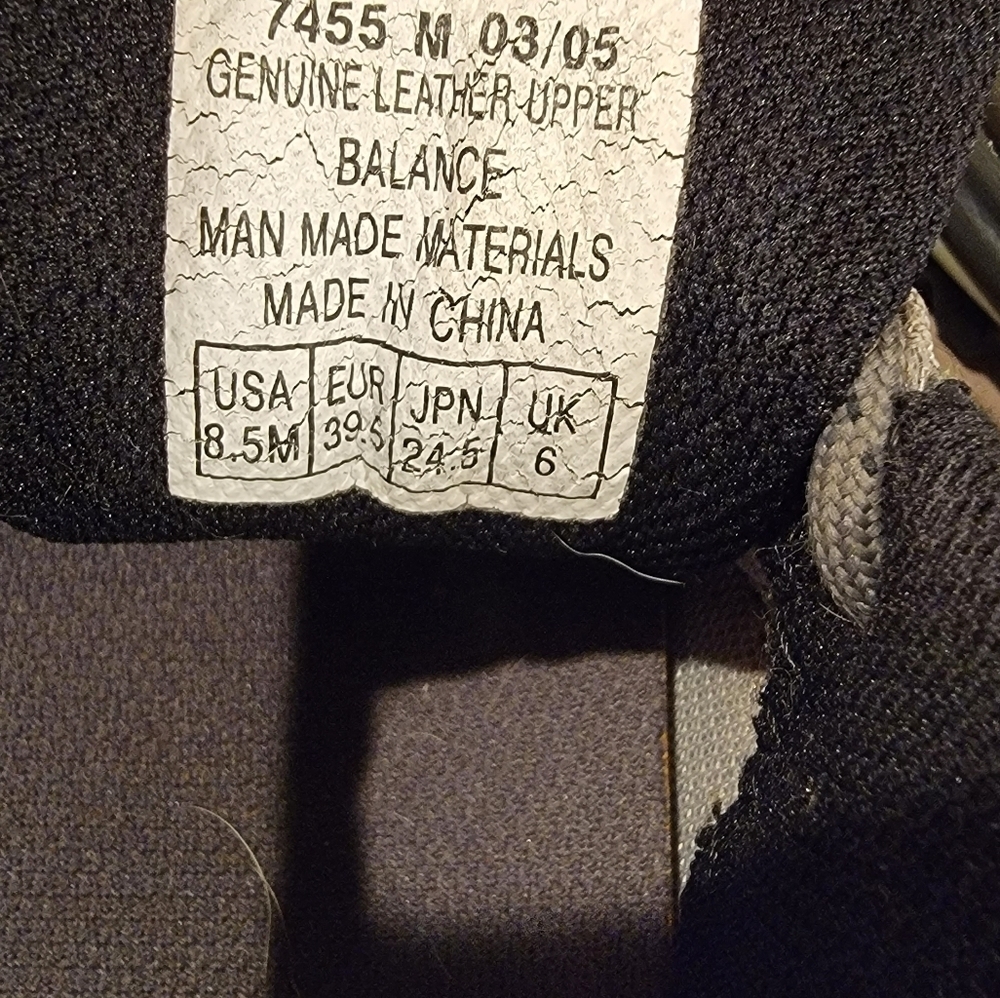 7455 M 03/05
GENUINE LEATHER UPPER
BALANCE
MAN MADE MATERIALS
MADE IN CHINA
USA EUR JPN UK
8.5M 39.5 24.5 6